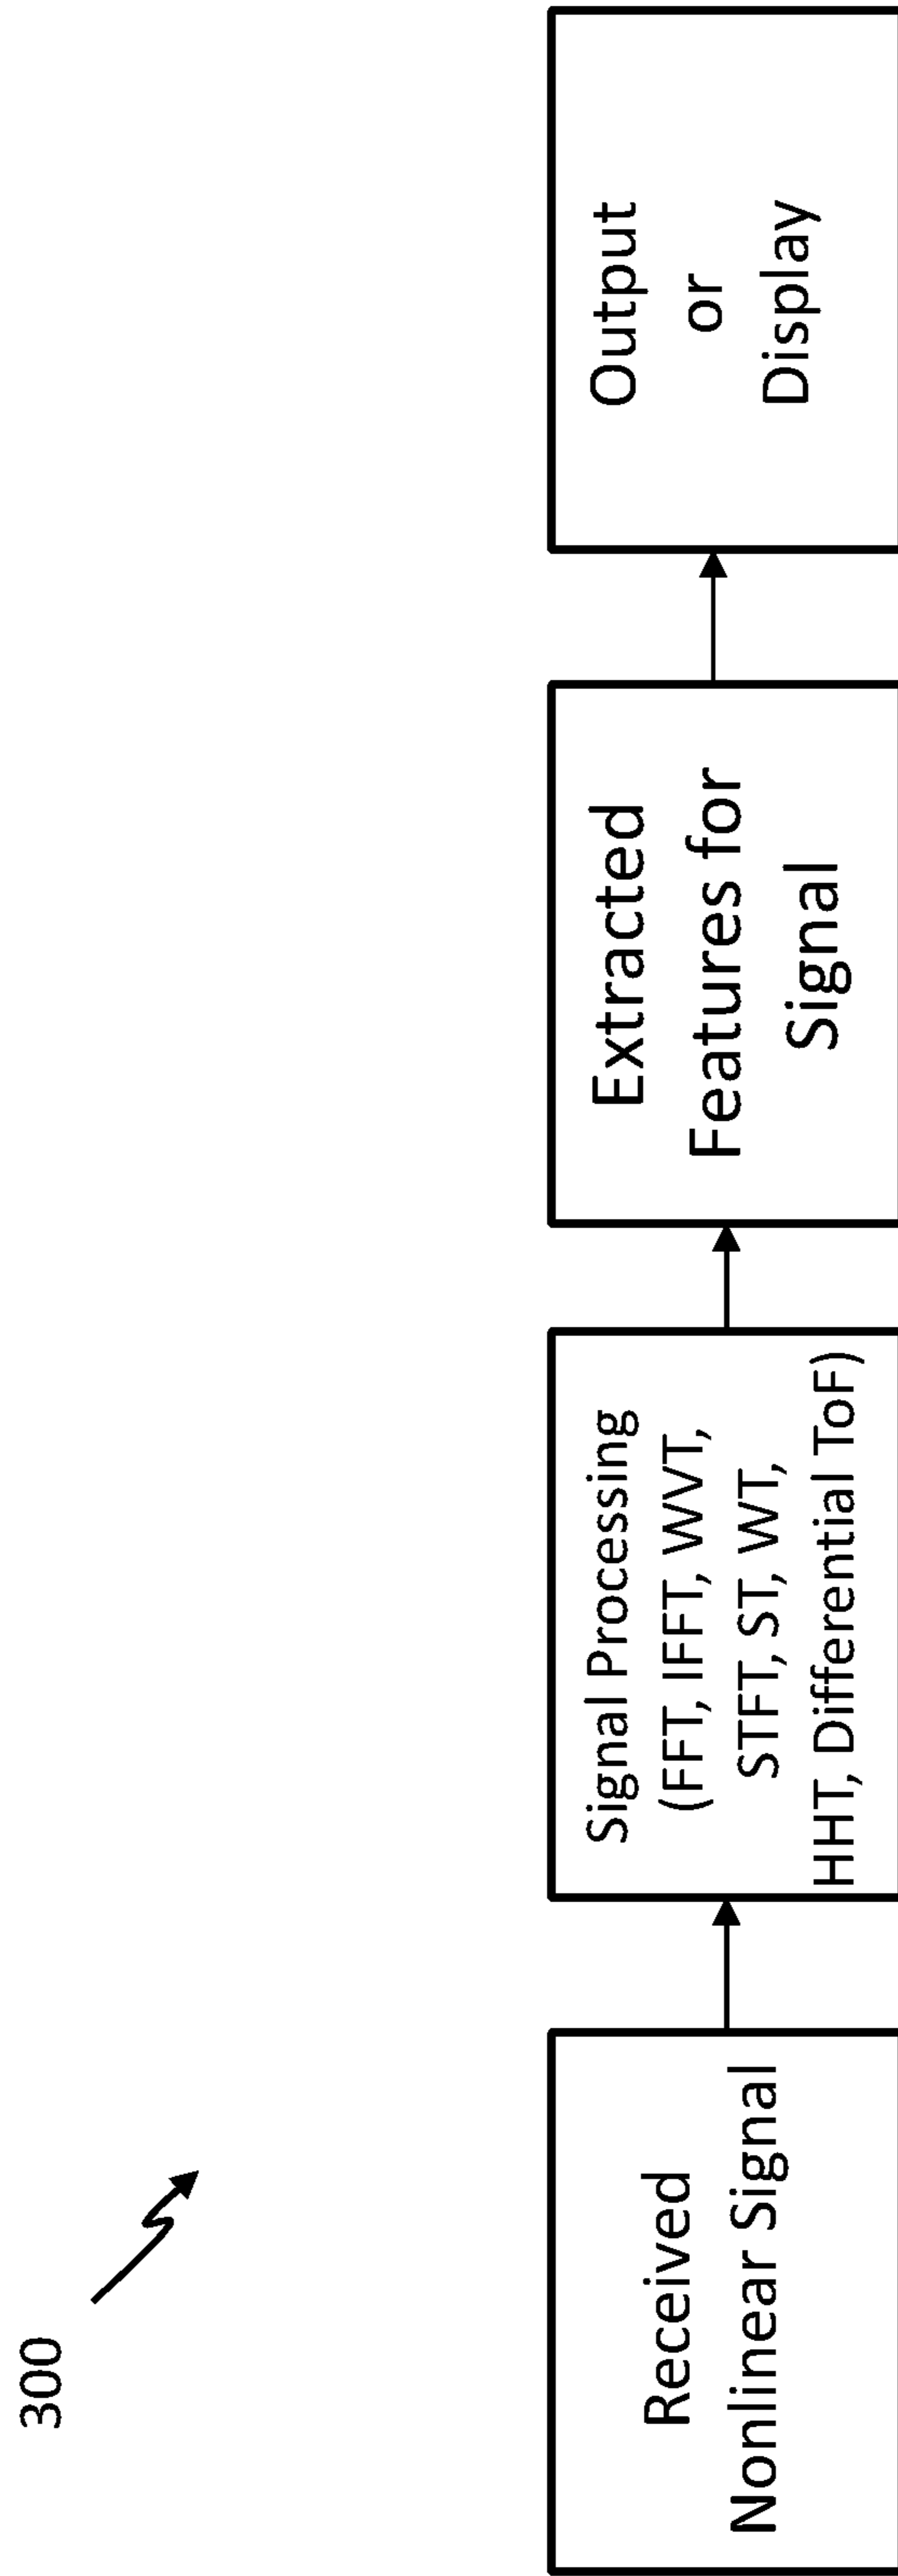 300
Received
Nonlinear Signal
Signal Processing
(FFT, IFFT, WVT,
STFT, ST, WT,
HHT, Differential ToF)
Extracted
Features for
Signal
Output
or
Display